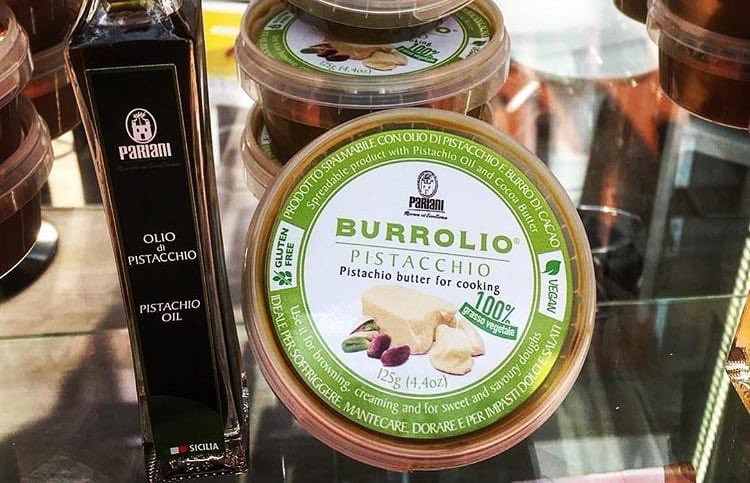 PARIANI
OLIO
di
PISTACCHIO
PISTACHIO
OIL
SICILIA
125g (4,4oz)
PRODOTTO SPALMABILE CON OLIO DI PISTACCHIO E BURRO DI CACAO
Spreadable product with Pistachio Oil and Cocoa Butter
PARIANI
GLUTEN
FREE
BURROLIO®
PISTACCHIO
Pistachio butter for cooking
VEGAN
100%
grasso vegetale
125g (4,4oz)
Use it for browning, creaming and for sweet and savoury doughs
IDEALE PER SOFFRIGGERE, MANTECARE, DORARE E PER IMPASTI DOLCI E SALATI